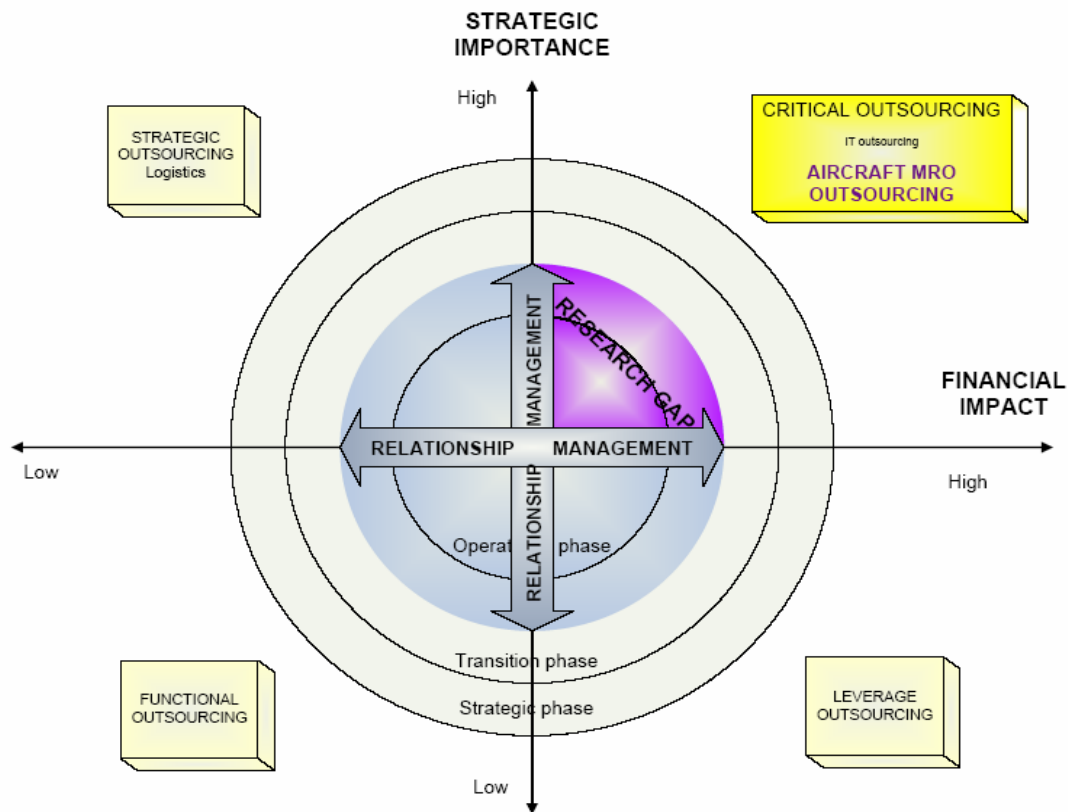 STRATEGIC
IMPORTANCE
High
STRATEGIC
OUTSOURCING
Logistics
CRITICAL OUTSOURCING
IT outsourcing
AIRCRAFT MRO
OUTSOURCING
RESEARCH GAP
FINANCIAL
IMPACT
RELATIONSHIP MANAGEMENT
RELATIONSHIP MANAGEMENT
Low
High
Operat phase
Transition phase
Strategic phase
FUNCTIONAL
OUTSOURCING
LEVERAGE
OUTSOURCING
Low